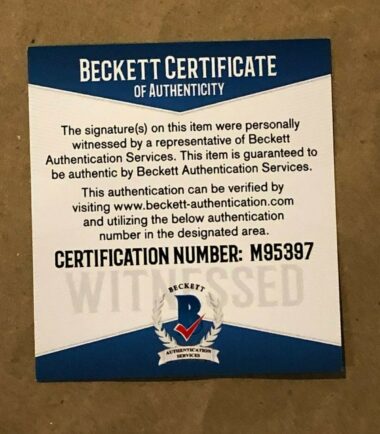 BECKETT CERTIFICATE
OF AUTHENTICITY
The signature(s) on this item were personally
witnessed by a representative of Beckett
Authentication Services. This item is guaranteed to
be authentic by Beckett Authentication Services.
This authentication can be verified by
visiting www.beckett-authentication.com
and utilizing the below authentication
number in the designated area.
CERTIFICATION NUMBER: M95397
WITNESSED
BECKETT
B
AUTHENTICATION
SERVICES